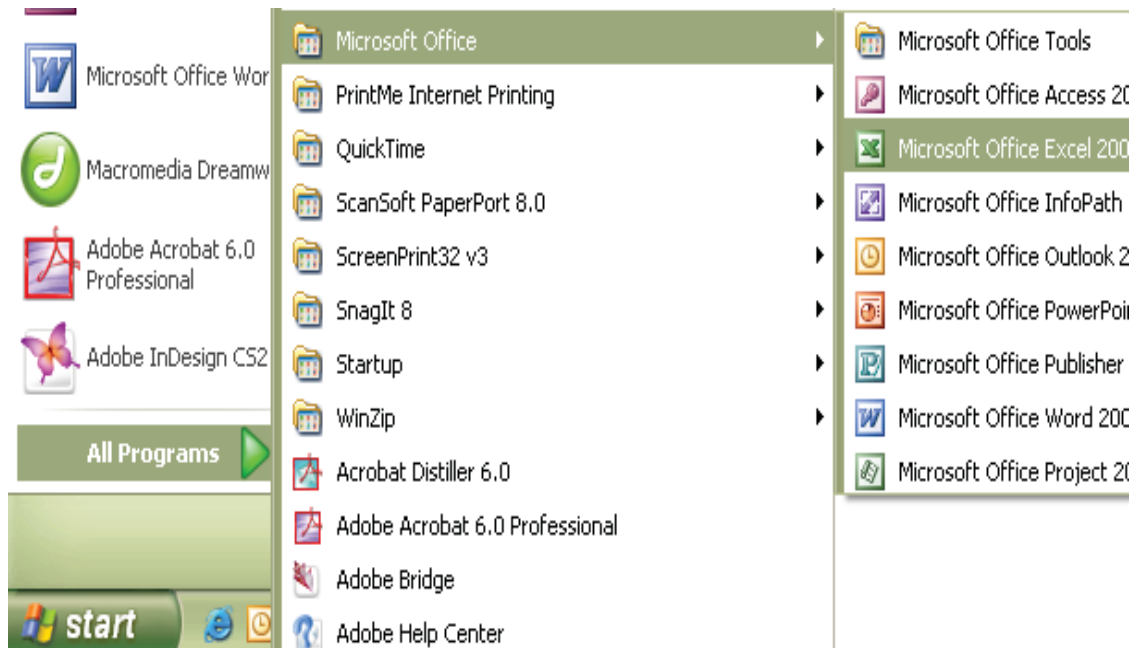 Microsoft Office Wor
Macromedia Dreamw
Adobe Acrobat 6.0
Professional
Adobe InDesign CS2
All Programs
start
Microsoft Office
PrintMe Internet Printing
QuickTime
ScanSoft PaperPort 8.0
ScreenPrint32 v3
SnagIt 8
Startup
WinZip
Acrobat Distiller 6.0
Adobe Acrobat 6.0 Professional
Adobe Bridge
Adobe Help Center
Microsoft Office Tools
Microsoft Office Access 20
Microsoft Office Excel 200
Microsoft Office InfoPath
Microsoft Office Outlook 2
Microsoft Office PowerPoin
Microsoft Office Publisher
Microsoft Office Word 200
Microsoft Office Project 20